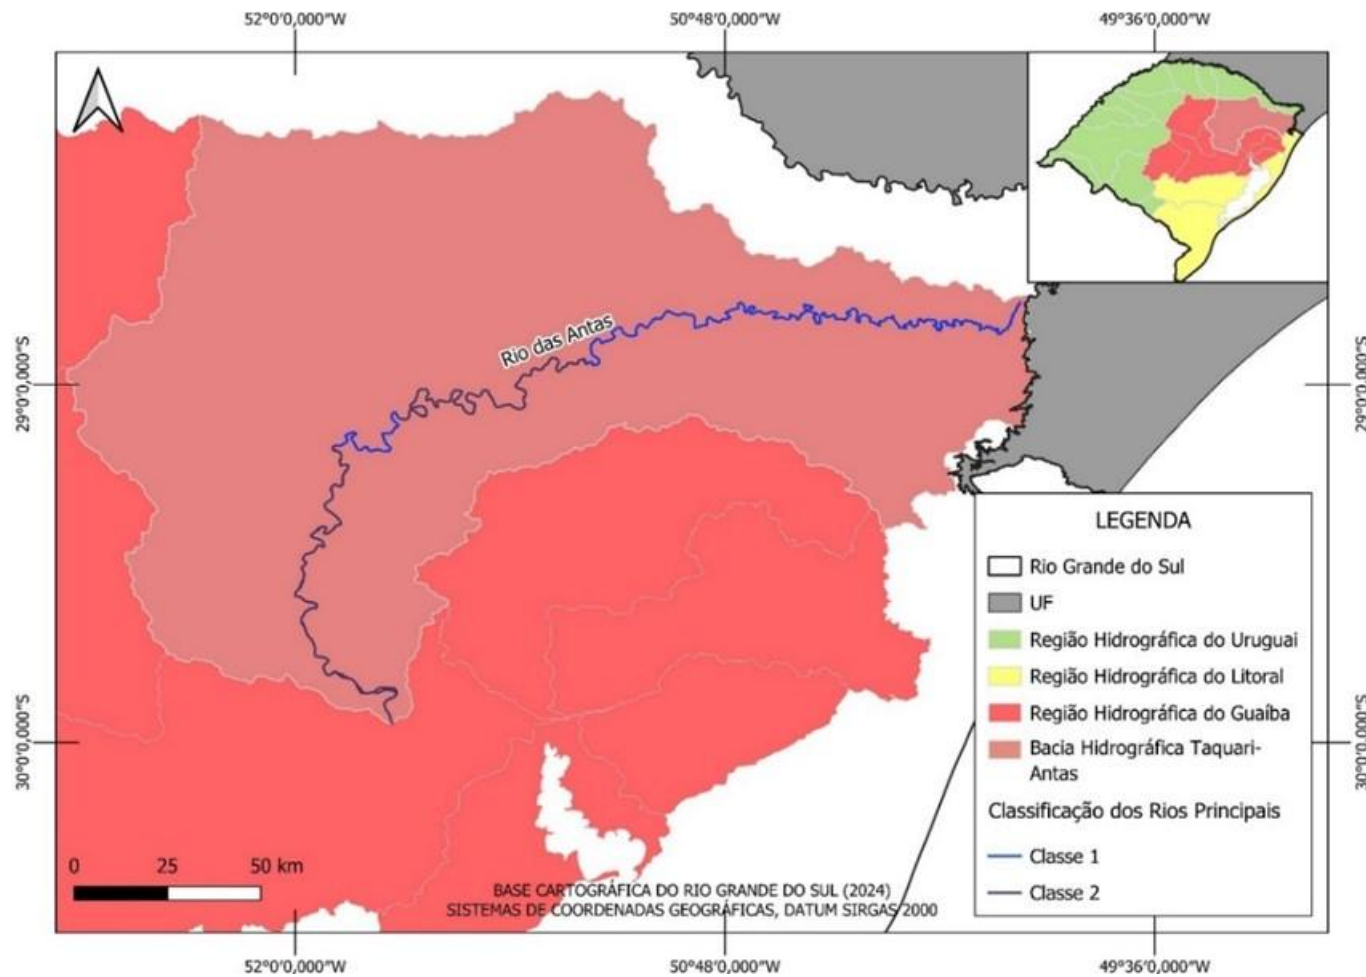 52°0'0,000"W
50°48'0,000"W
49°36'0,000"W
Rio das Antas
29°0'0,000"S
29°0'0,000"S
LEGENDA
Rio Grande do Sul
UF
Região Hidrográfica do Uruguai
Região Hidrográfica do Litoral
Região Hidrográfica do Guaíba
Bacia Hidrográfica Taquari-
Antas
Classificação dos Rios Principais
Classe 1
Classe 2
30°0'0,000"S
30°0'0,000"S
0 25 50 km
BASE CARTOGRÁFICA DO RIO GRANDE DO SUL (2024)
SISTEMAS DE COORDENADAS GEOGRÁFICAS, DATUM SIRGAS 2000
52°0'0,000"W
50°48'0,000"W
49°36'0,000"W